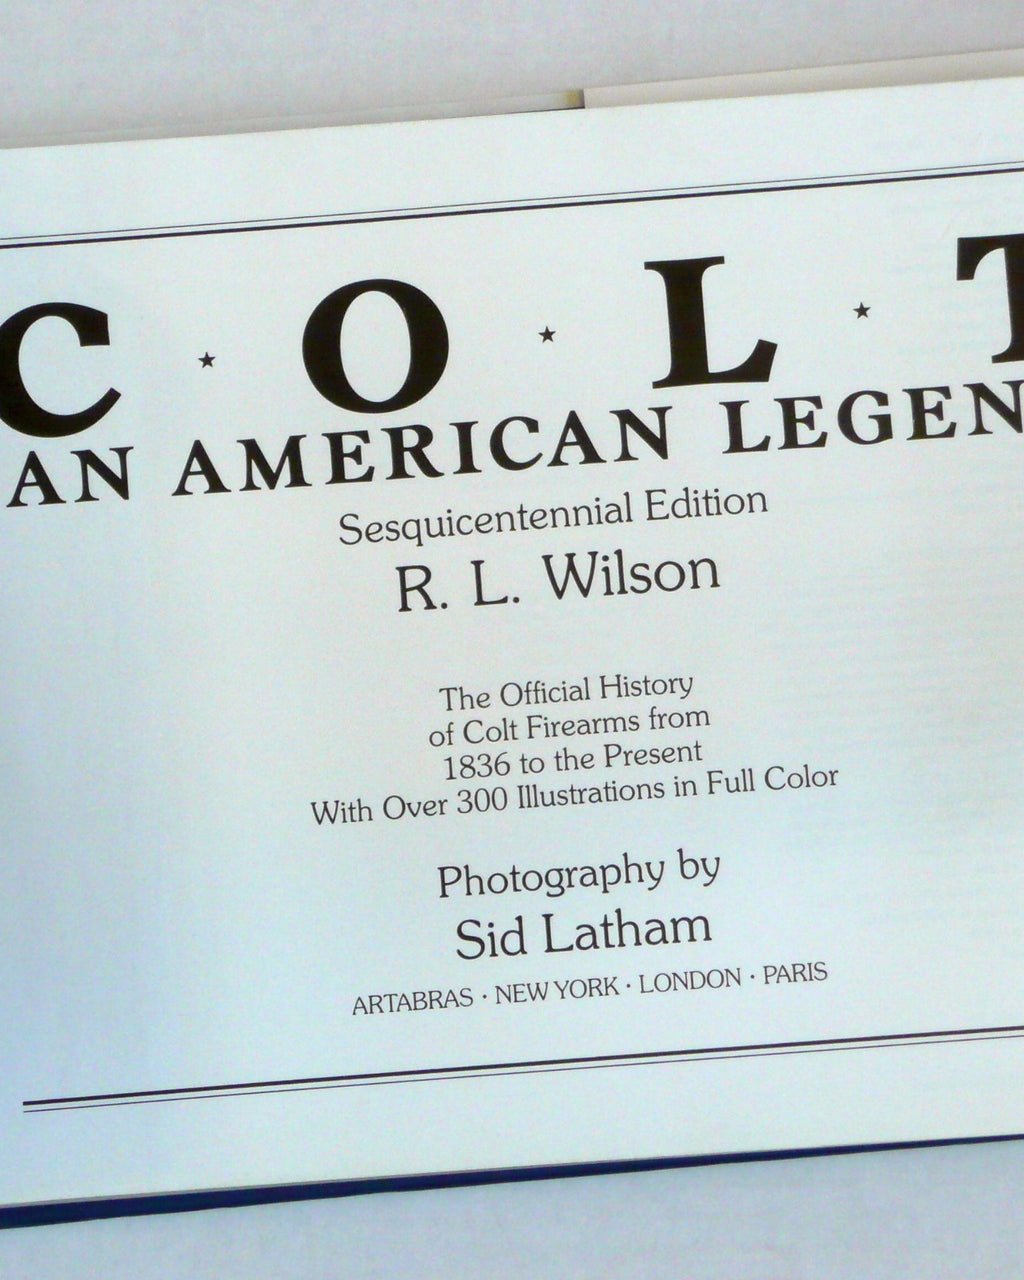 C ★ O ★ L ★ T
AN AMERICAN LEGEN
Sesquicentennial Edition
R. L. Wilson
The Official History
of Colt Firearms from
1836 to the Present
With Over 300 Illustrations in Full Color
Photography by
Sid Latham
ARTABRAS · NEW YORK · LONDON · PARIS